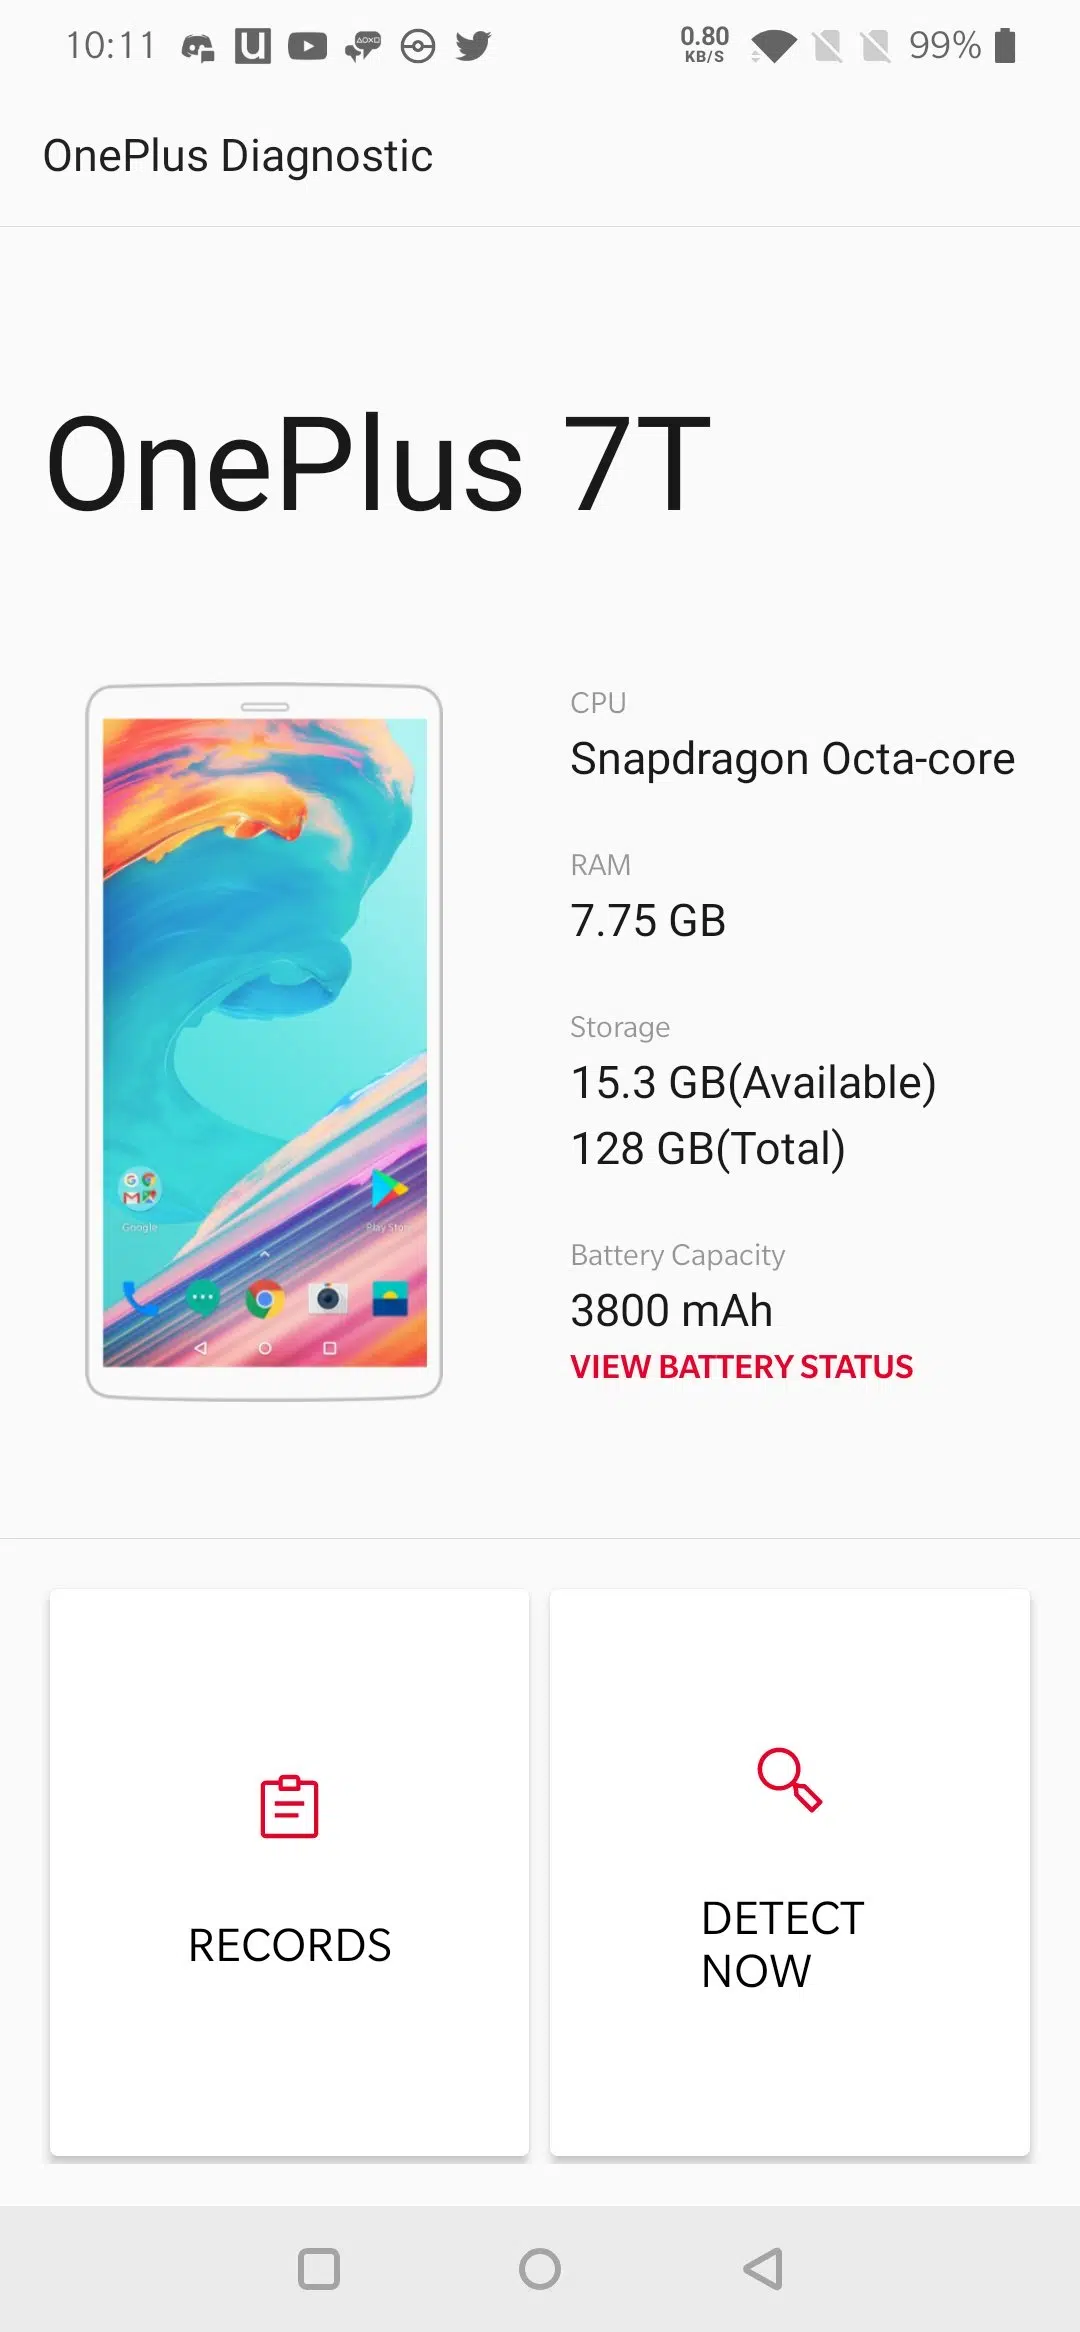 10:11
0.80
KB/S
99%
OnePlus Diagnostic
OnePlus 7T
CPU
Snapdragon Octa-core
RAM
7.75 GB
Storage
15.3 GB(Available)
128 GB(Total)
Battery Capacity
3800 mAh
VIEW BATTERY STATUS
Google
Play Stor
RECORDS
DETECT
NOW